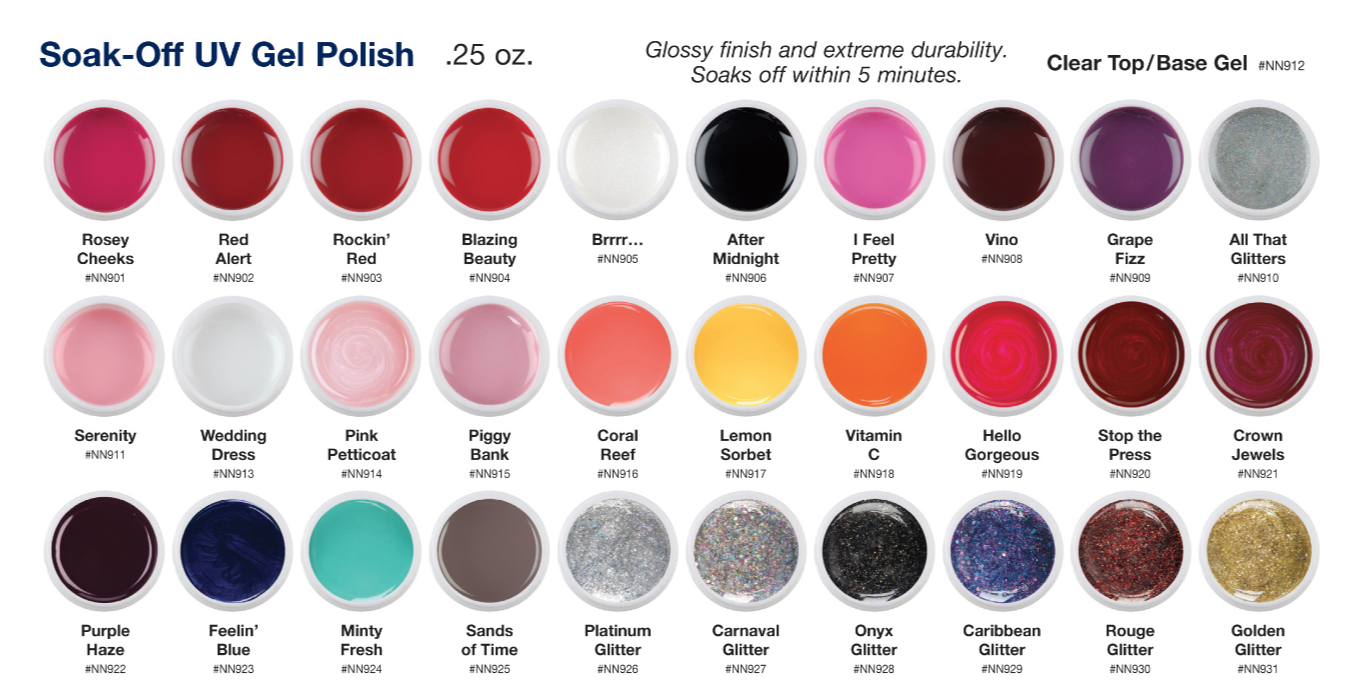 Soak-Off UV Gel Polish .25 oz.
Glossy finish and extreme durability.
Soaks off within 5 minutes.
Clear Top/Base Gel #NN912
Rosey
Cheeks
#NN901
Red
Alert
#NN902
Rockin’
Red
#NN903
Blazing
Beauty
#NN904
Brrrr…
#NN905
After
Midnight
#NN906
I Feel
Pretty
#NN907
Vino
#NN908
Grape
Fizz
#NN909
All That
Glitters
#NN910
Serenity
#NN911
Wedding
Dress
#NN913
Pink
Petticoat
#NN914
Piggy
Bank
#NN915
Coral
Reef
#NN916
Lemon
Sorbet
#NN917
Vitamin
C
#NN918
Hello
Gorgeous
#NN919
Stop the
Press
#NN920
Crown
Jewels
#NN921
Purple
Haze
#NN922
Feelin’
Blue
#NN923
Minty
Fresh
#NN924
Sands
of Time
#NN925
Platinum
Glitter
#NN926
Carnaval
Glitter
#NN927
Onyx
Glitter
#NN928
Caribbean
Glitter
#NN929
Rouge
Glitter
#NN930
Golden
Glitter
#NN931